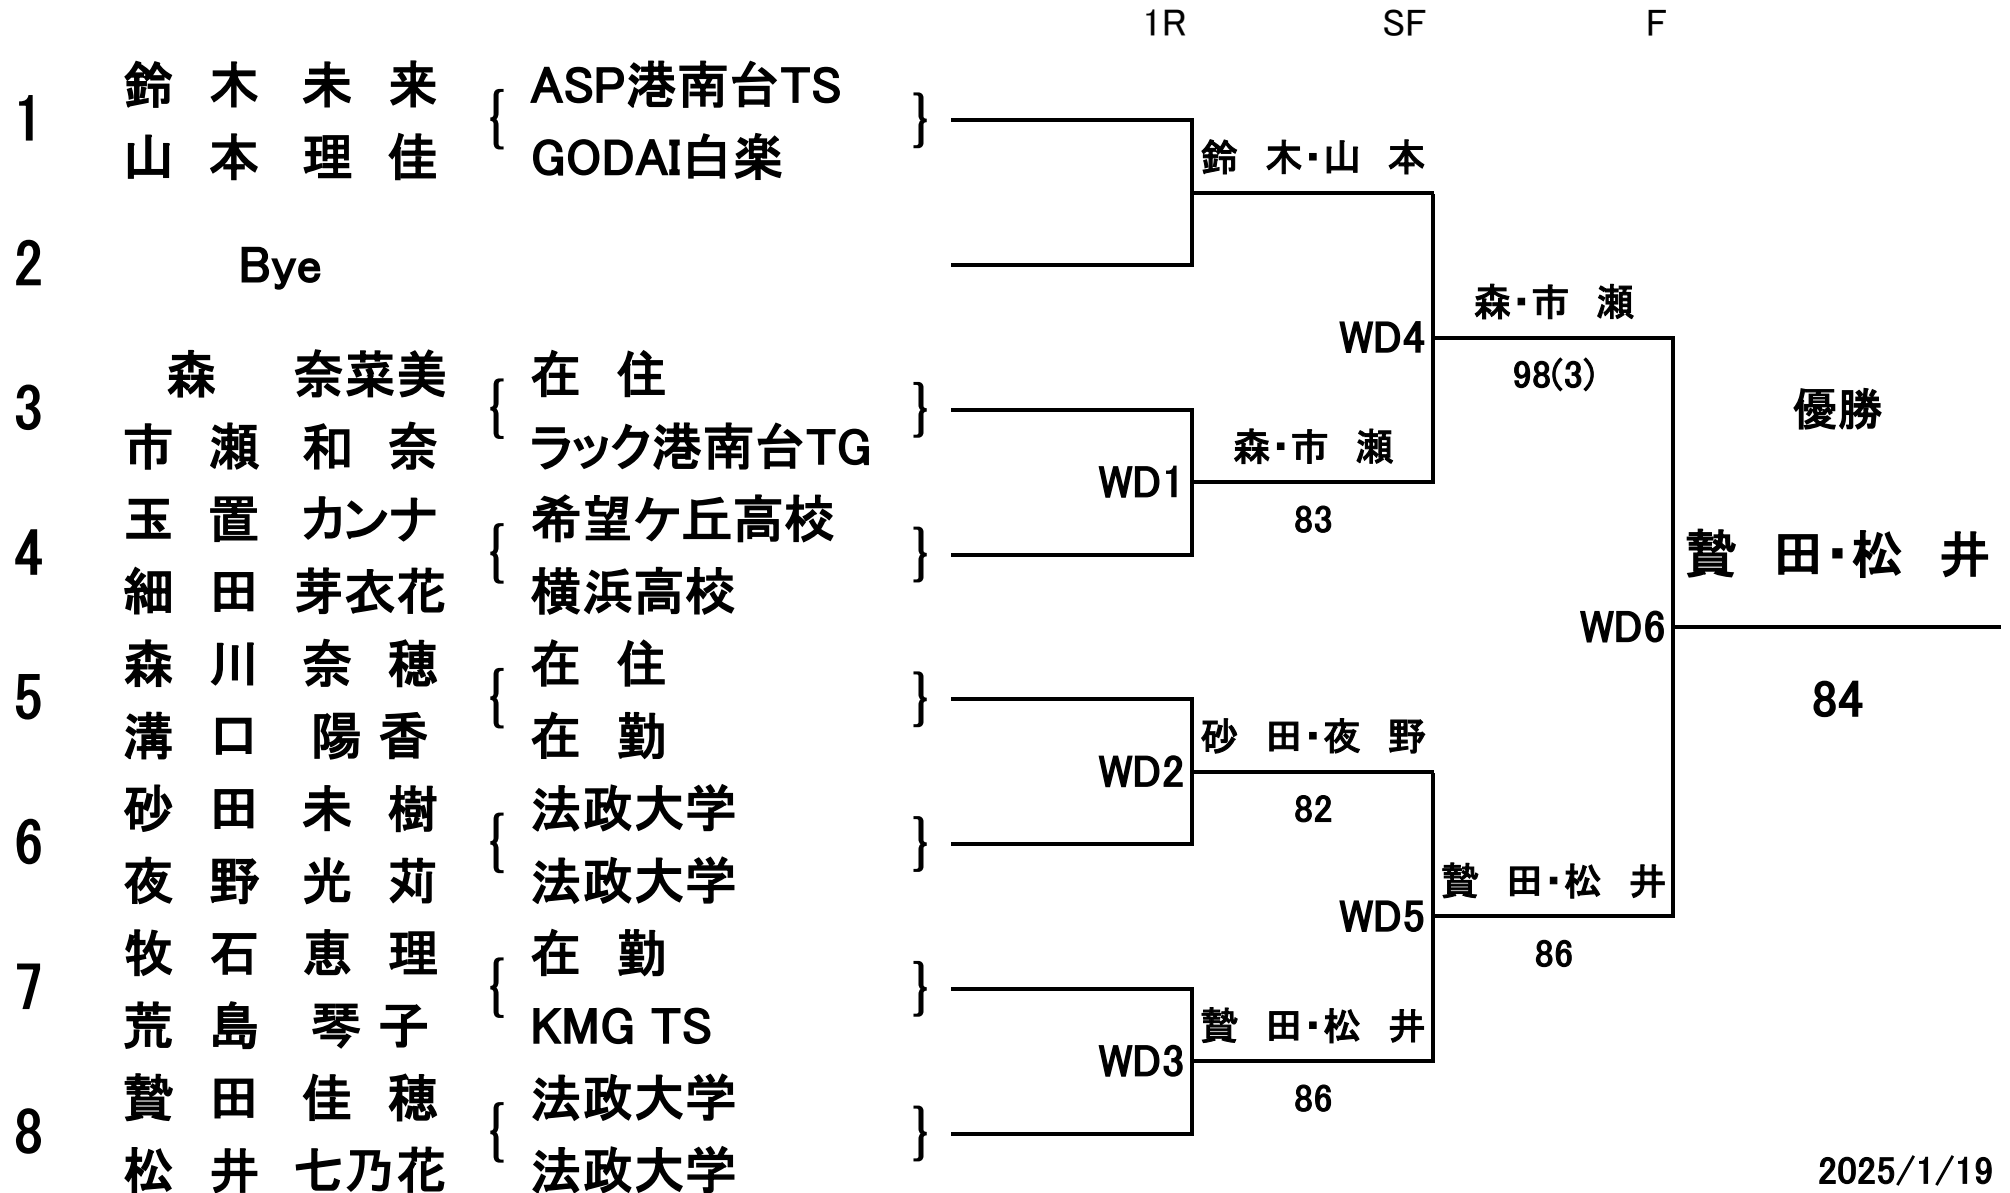 1R SF F
1 鈴 木 未 来 { ASP港南台TS }
山 本 理 佳 GODAI白楽
鈴 木・山 本
2 Bye
森・市 瀬
WD4
98(3)
3 森 奈菜美 { 在 住 }
市 瀬 和 奈 ラック港南台TG
優勝
森・市 瀬
WD1
83
4 玉 置 カンナ { 希望ケ丘高校 }
細 田 芽衣花 横浜高校
贄 田・松 井
WD6
84
5 森 川 奈 穂 { 在 住 }
溝 口 陽 香 在 勤
砂 田・夜 野
WD2
82
6 砂 田 未 樹 { 法政大学 }
夜 野 光 苅 法政大学
贄 田・松 井
WD5
86
7 牧 石 恵 理 { 在 勤 }
荒 島 琴 子 KMG TS
贄 田・松 井
WD3
86
8 贄 田 佳 穂 { 法政大学 }
松 井 七乃花 法政大学
2025/1/19